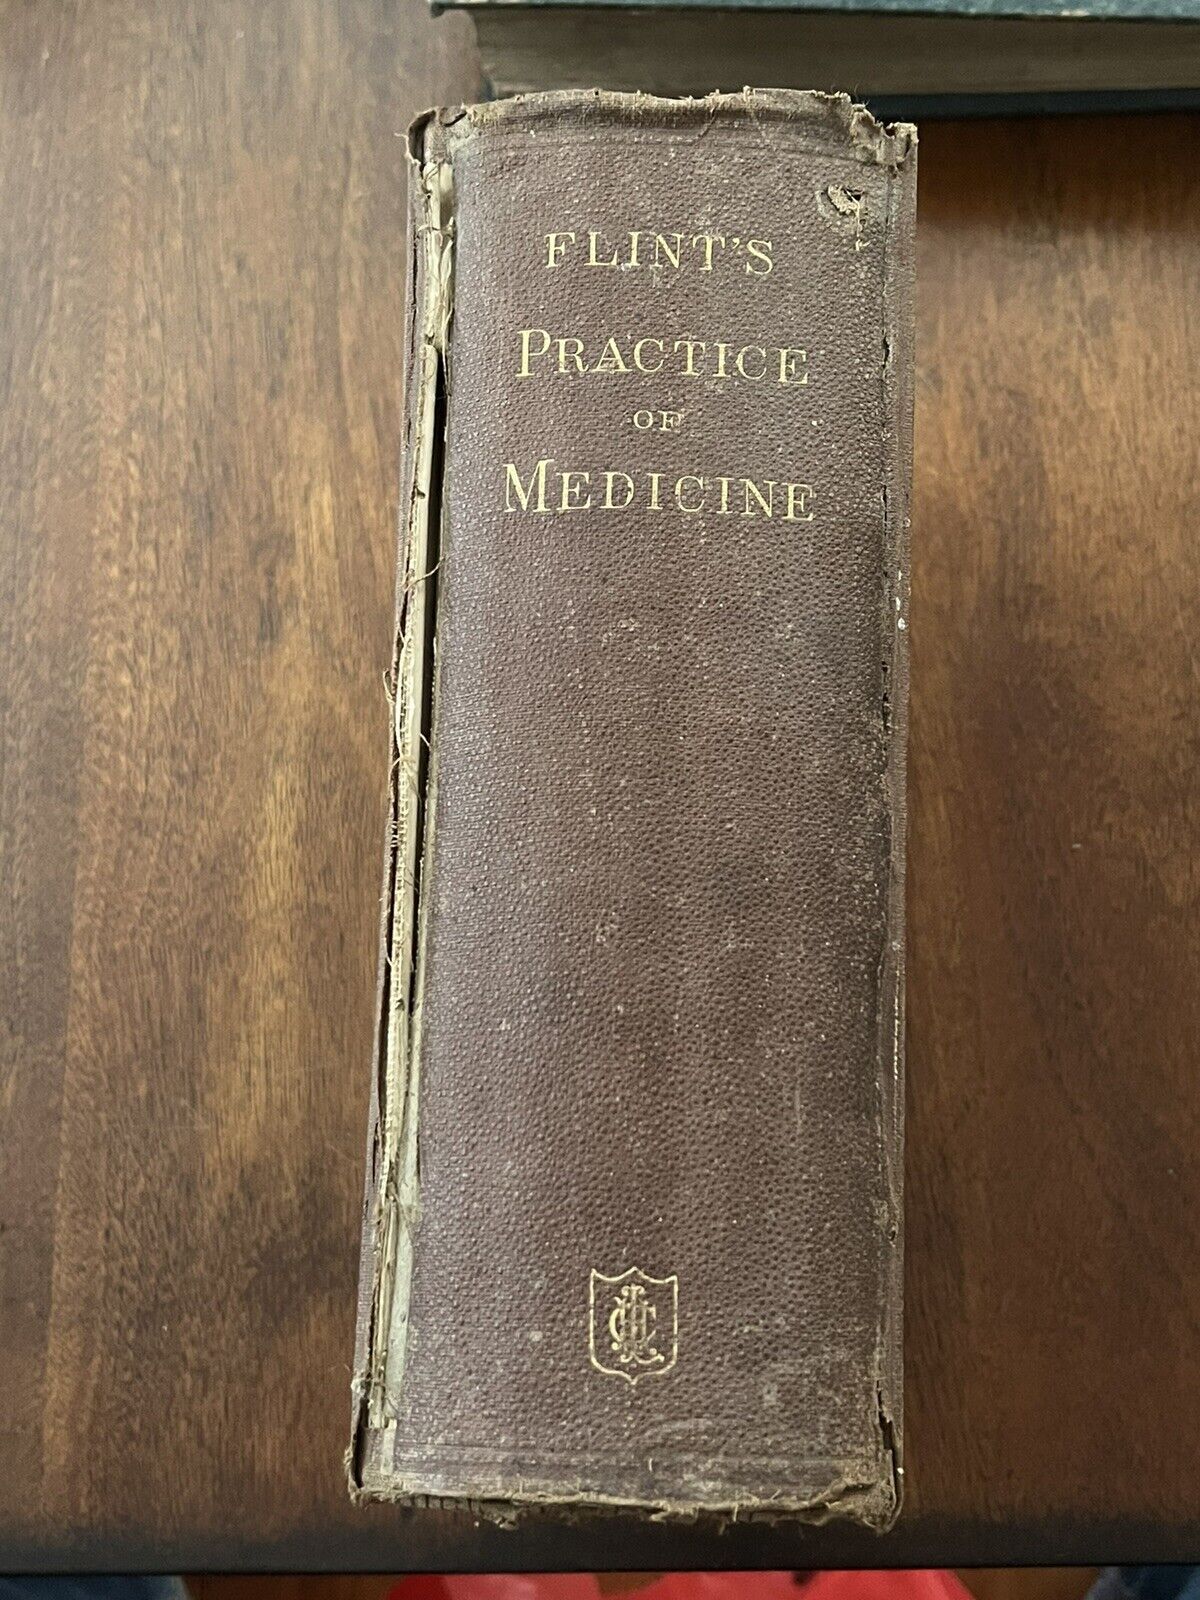 FLINT'S
PRACTICE
OF
MEDICINE